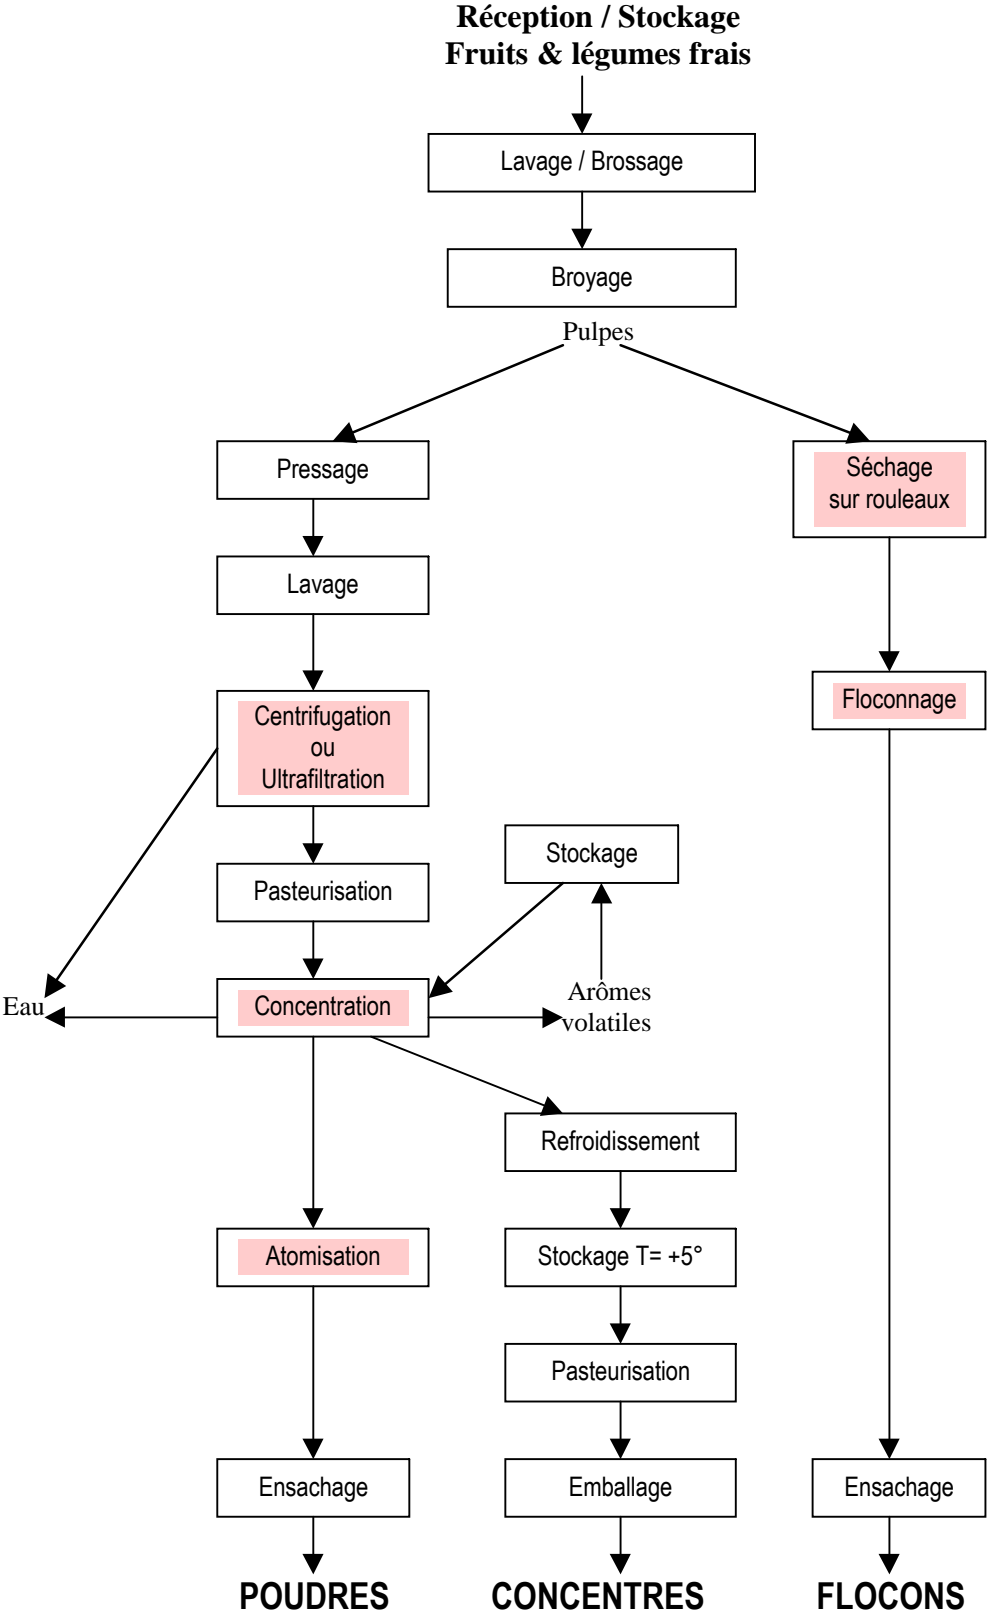 Réception / Stockage
Fruits & légumes frais
Lavage / Brossage
Broyage
Pulpes
Pressage
Séchage
sur rouleaux
Lavage
Centrifugation
ou
Ultrafiltration
Floconnage
Stockage
Pasteurisation
Eau
Concentration
Arômes
volatiles
Refroidissement
Atomisation
Stockage T= +5°
Pasteurisation
Ensachage
Emballage
Ensachage
POUDRES
CONCENTRES
FLOCONS